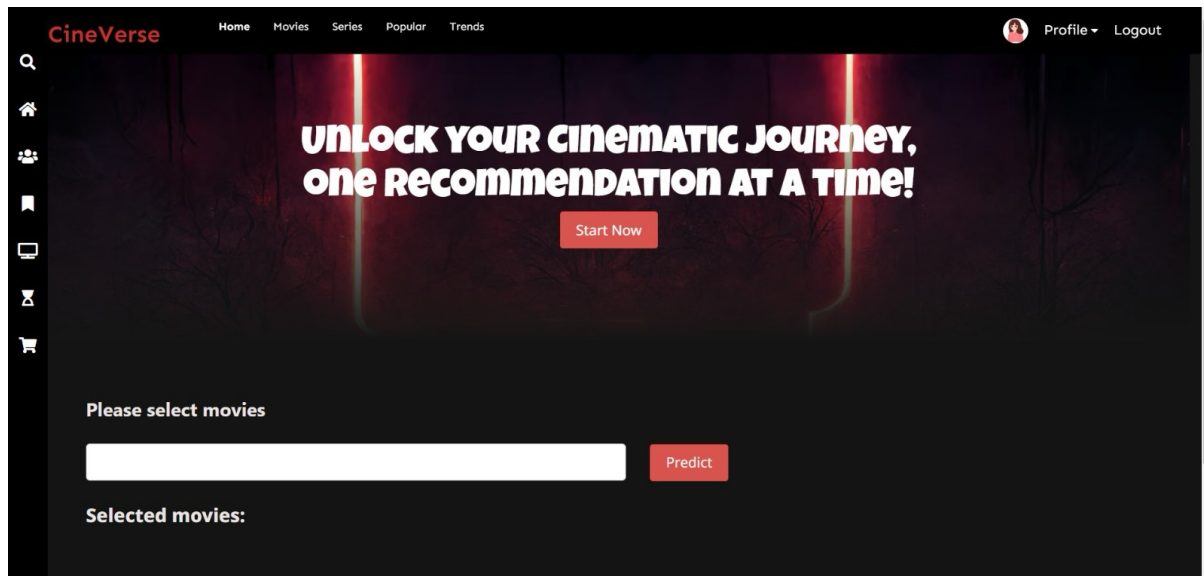 CineVerse
Home Movies Series Popular Trends
Profile Logout
UNLOCK YOUR CINEMATIC JOURNEY,
ONE RECOMMENDATION AT A TIME!
Start Now
Please select movies
Predict
Selected movies: